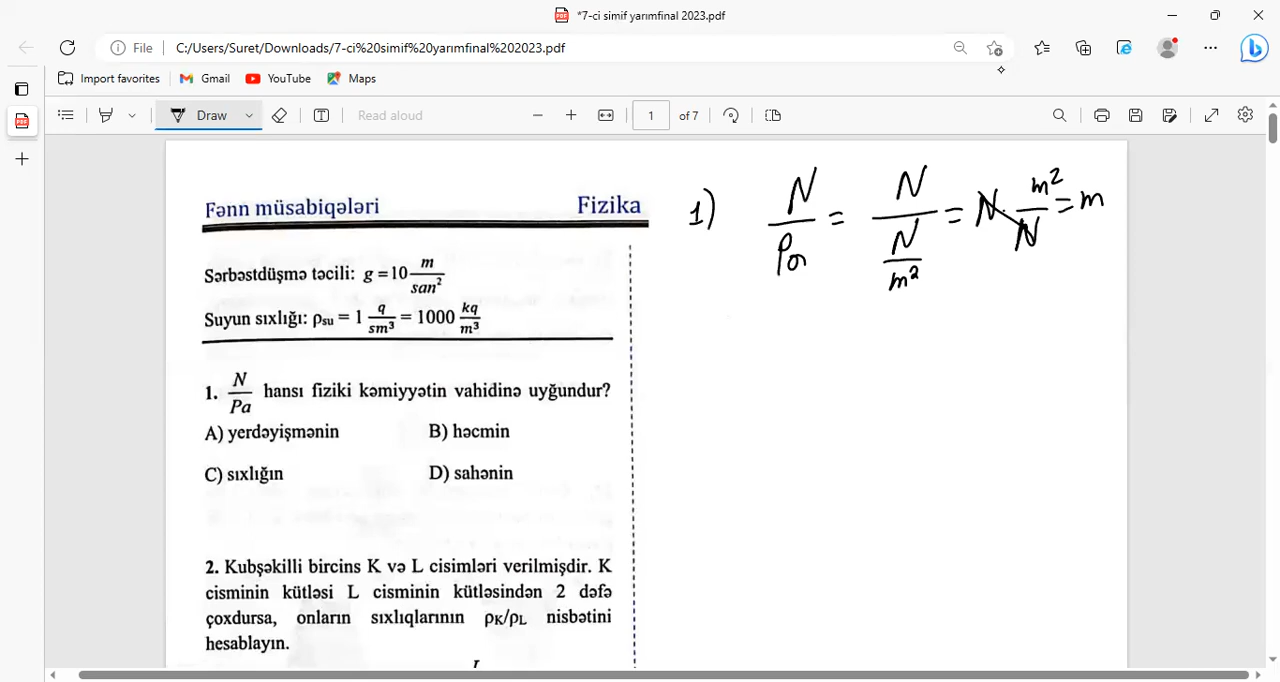 *7-ci simif yarımfinal 2023.pdf
File C:/Users/Suret/Downloads/7-ci%20simif%20yarımfinal%202023.pdf
Import favorites Gmail YouTube Maps
Draw Read aloud 1 of 7
Fənn müsabiqələri Fizika
Sərbəstdüşmə təcili: g = 10 m/san²
Suyun sıxlığı: ρsu = 1 q/sm³ = 1000 kq/m³
1. N/Pa hansı fiziki kəmiyyətin vahidinə uyğundur?
A) yerdəyişmənin B) həcmin
C) sıxlığın D) sahənin
2. Kubşəkilli bircins K və L cisimləri verilmişdir. K
cisminin kütləsi L cisminin kütləsindən 2 dəfə
çoxdursa, onların sıxlıqlarının ρK/ρL nisbətini
hesablayın.
1) N/Pa = N/(N/m²) = N · m²/N = m